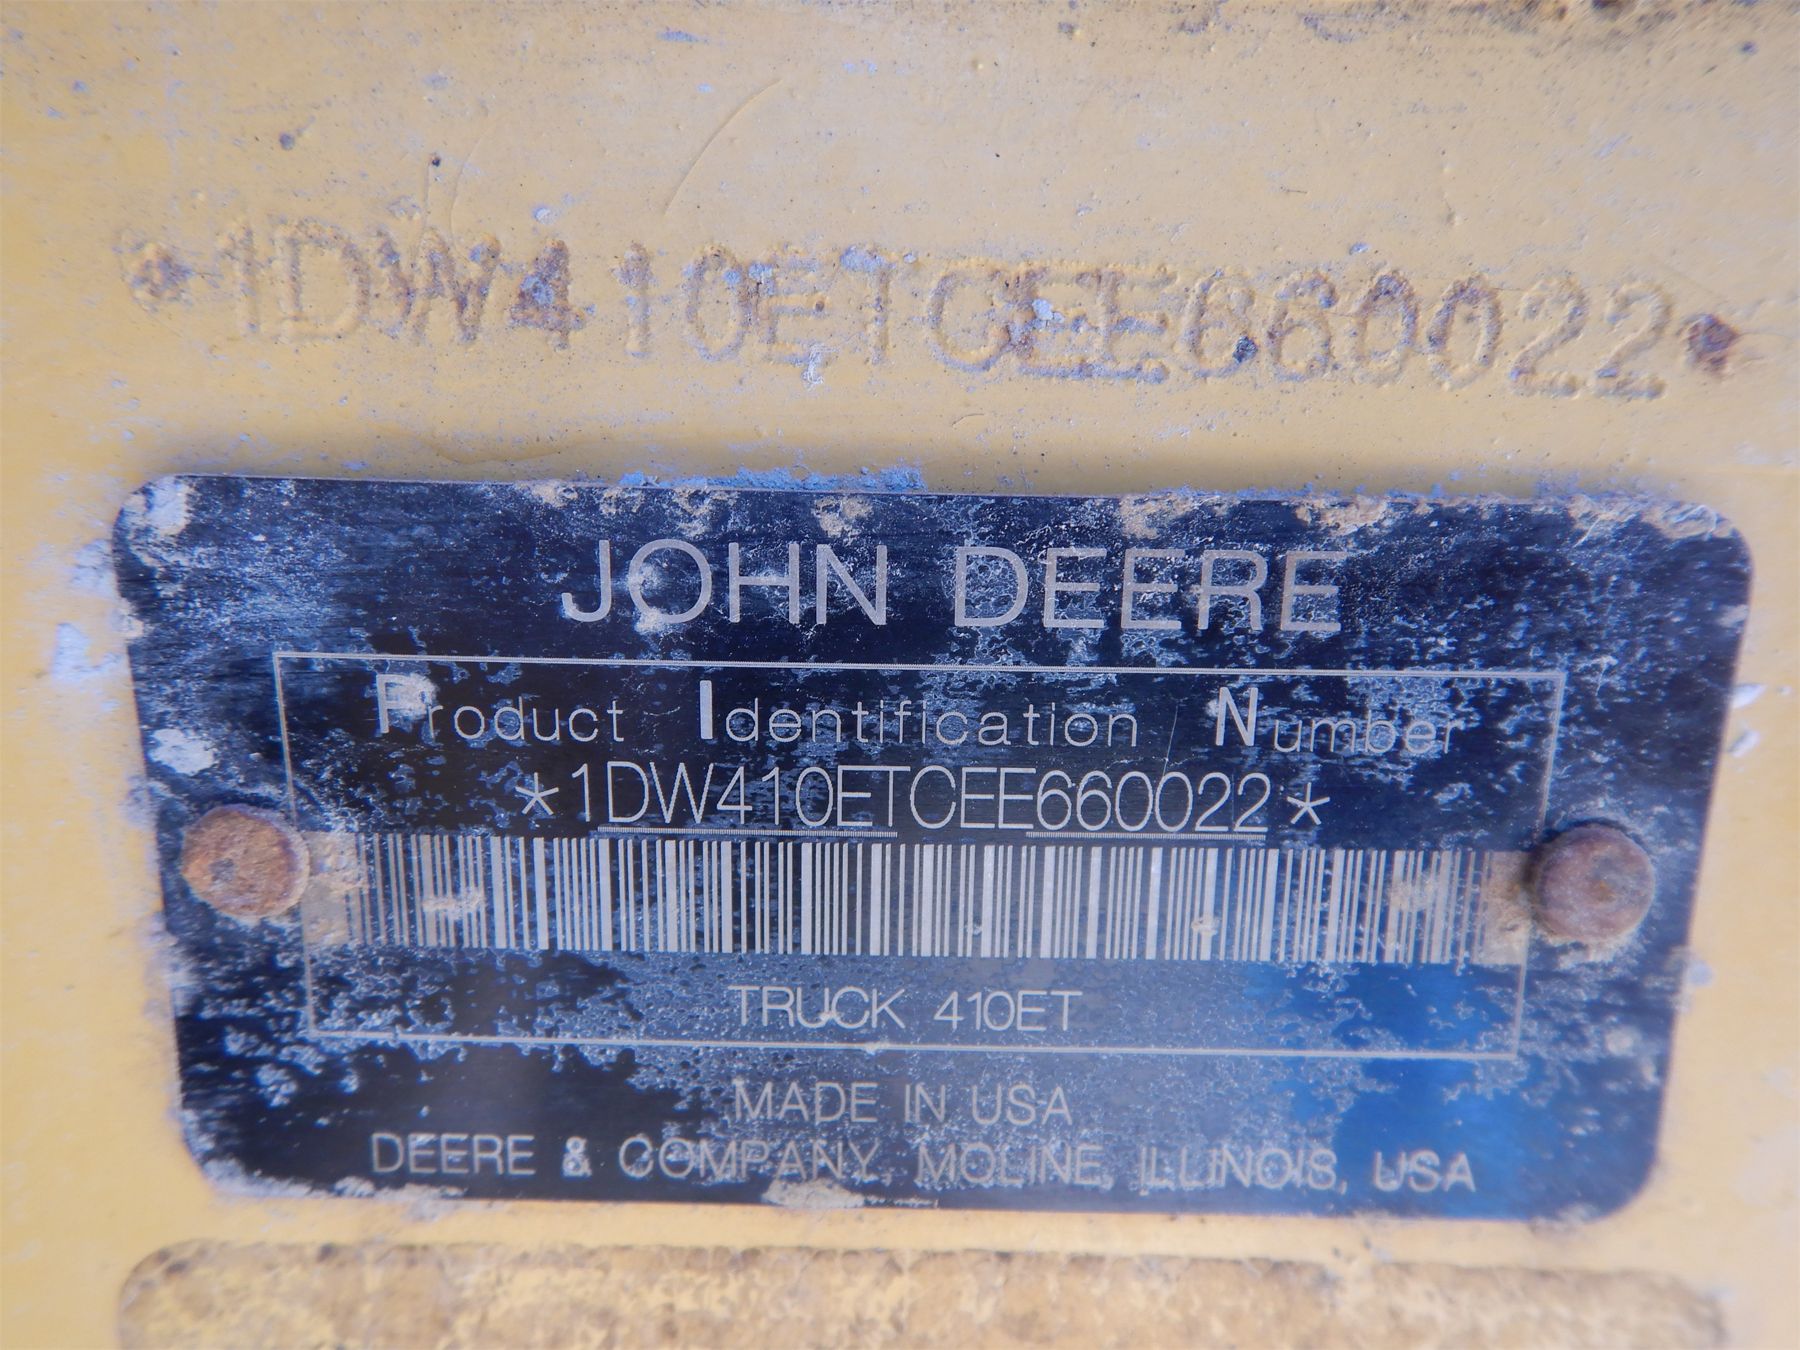 *1DW410ETCEE660022*
JOHN DEERE
Product Identification Number
*1DW410ETCEE660022*
TRUCK 410ET
MADE IN USA
DEERE & COMPANY, MOLINE, ILLINOIS, USA